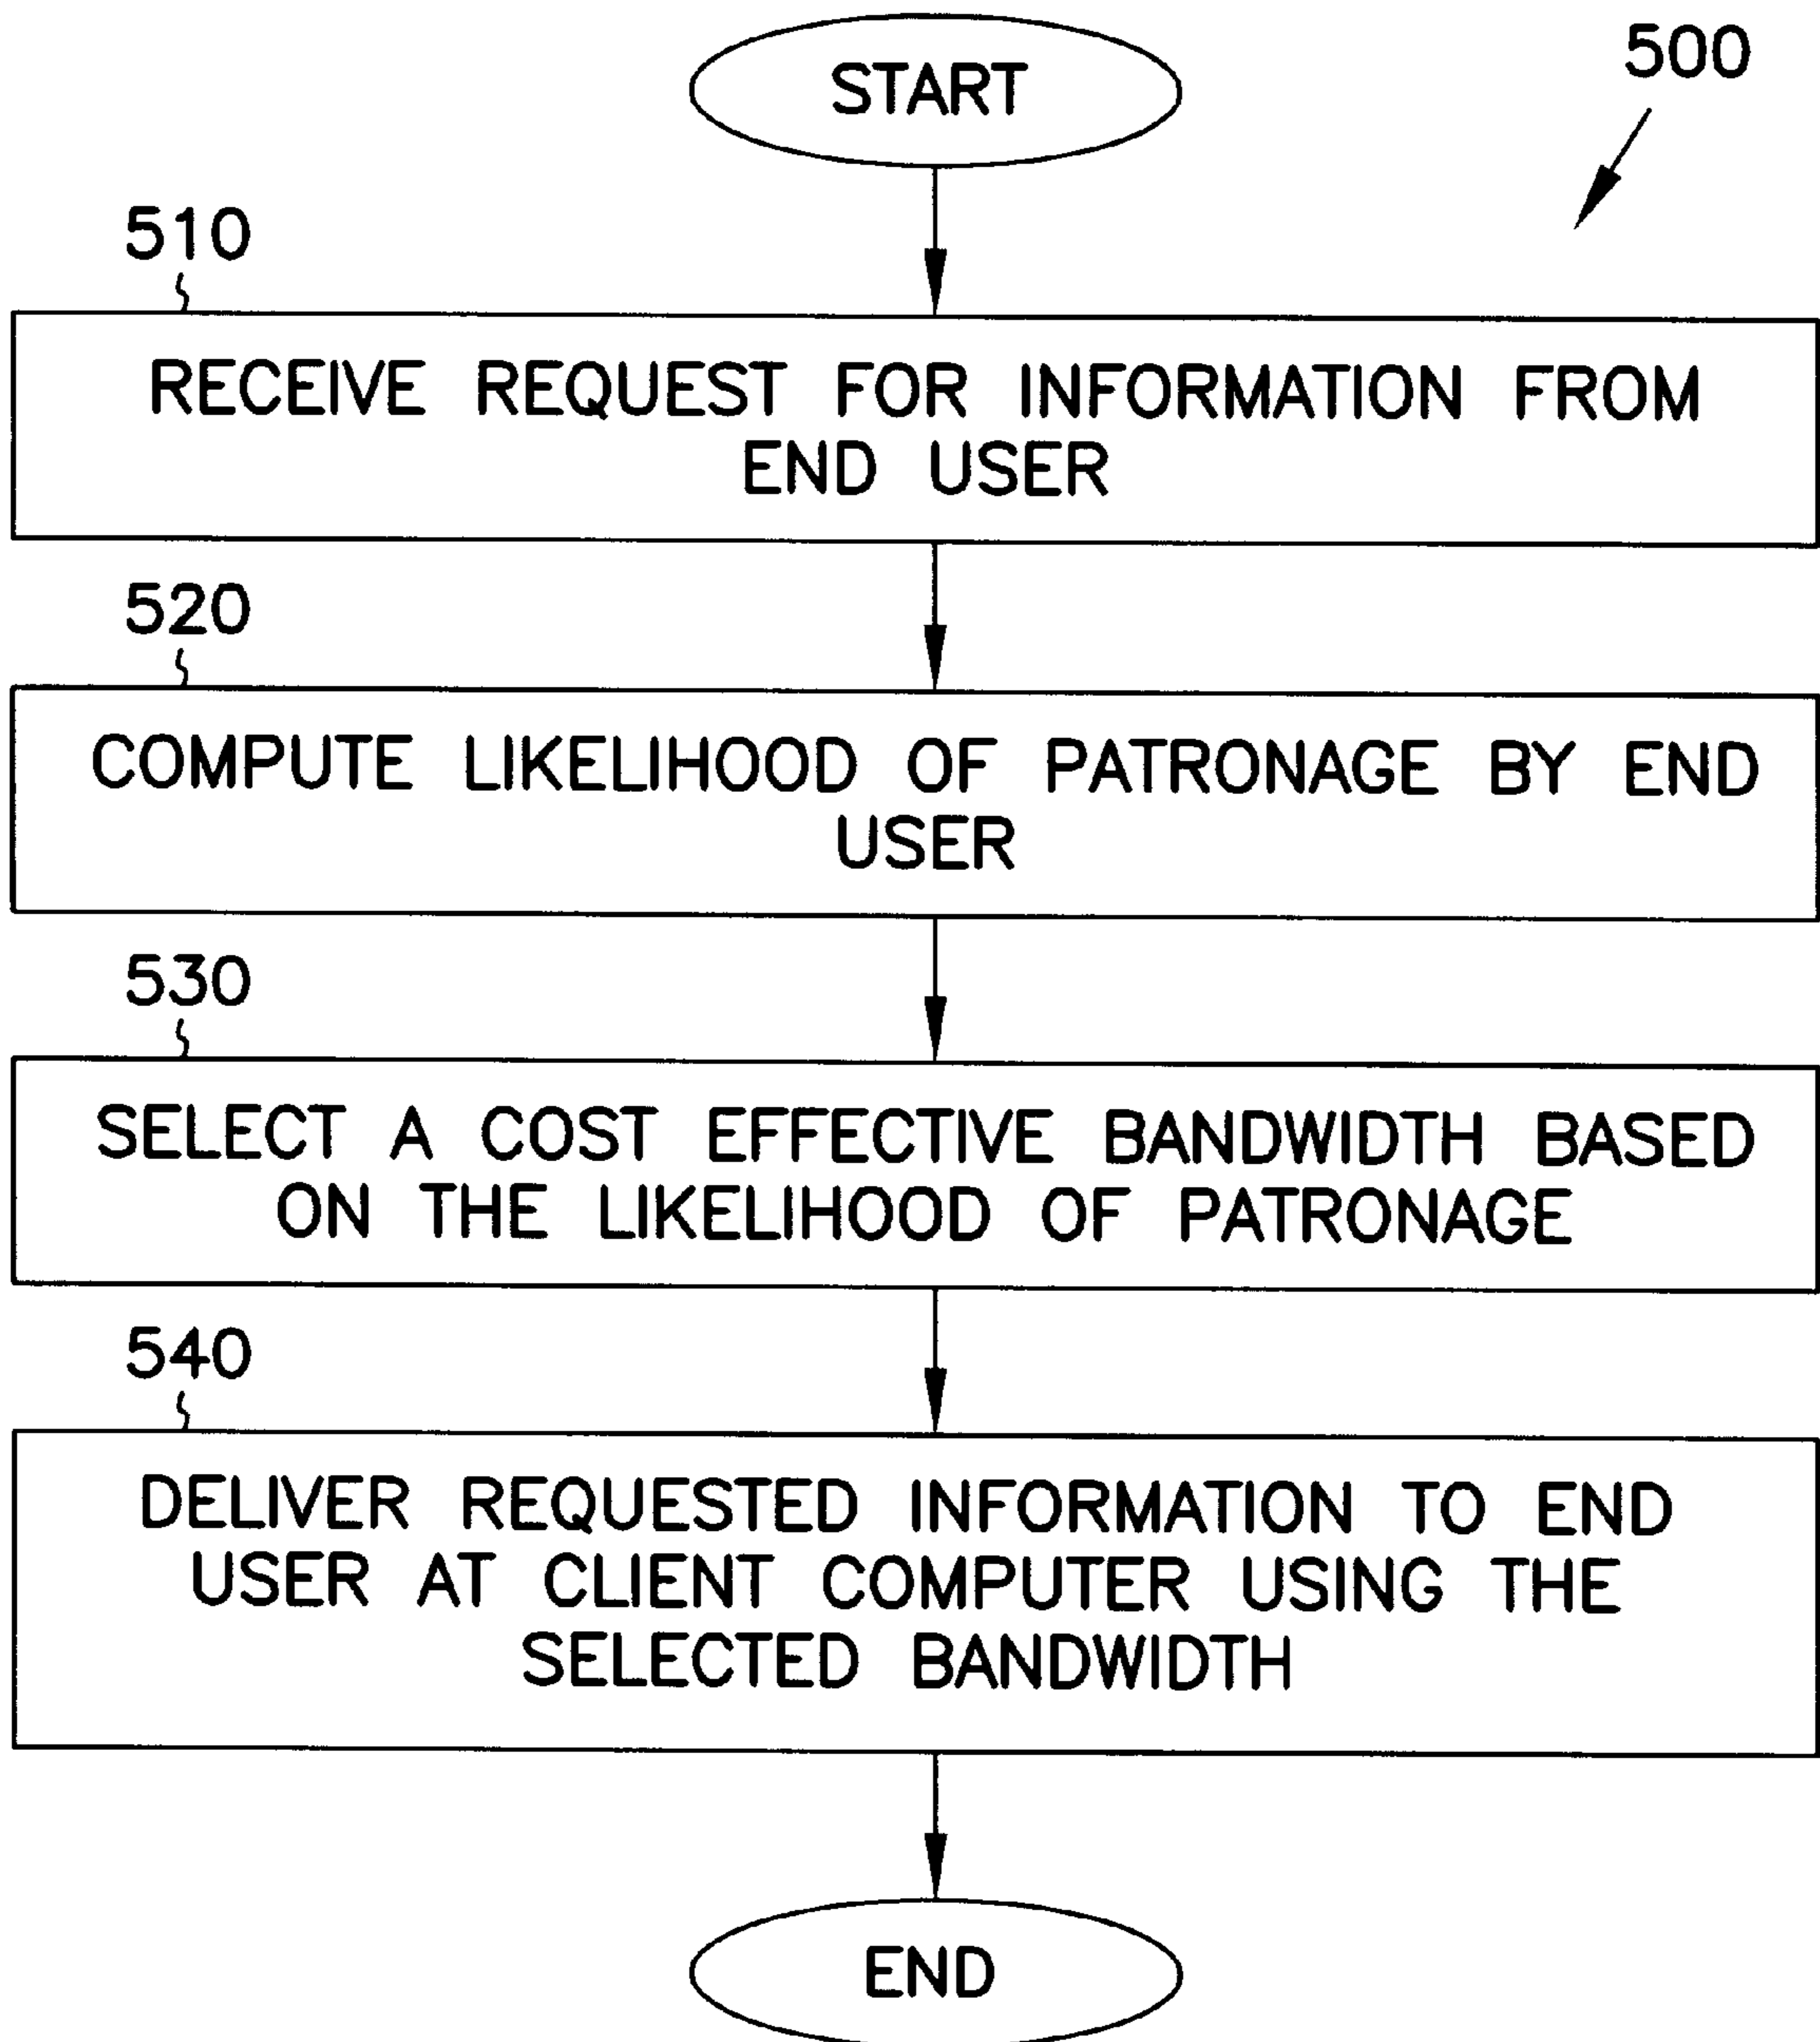 START
500
510
RECEIVE REQUEST FOR INFORMATION FROM
END USER
520
COMPUTE LIKELIHOOD OF PATRONAGE BY END
USER
530
SELECT A COST EFFECTIVE BANDWIDTH BASED
ON THE LIKELIHOOD OF PATRONAGE
540
DELIVER REQUESTED INFORMATION TO END
USER AT CLIENT COMPUTER USING THE
SELECTED BANDWIDTH
END